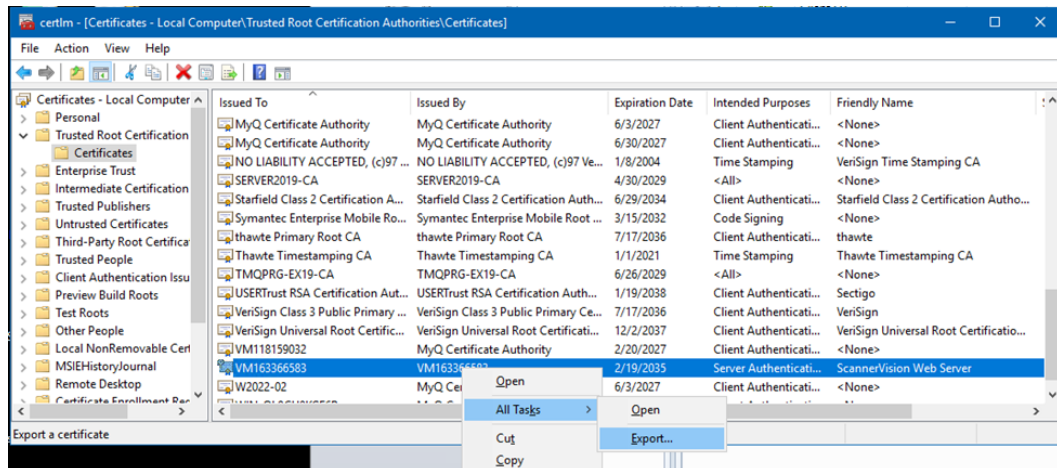 certlm - [Certificates - Local Computer\Trusted Root Certification Authorities\Certificates]
File Action View Help
Certificates - Local Computer
Personal
Trusted Root Certification
Certificates
Enterprise Trust
Intermediate Certification
Trusted Publishers
Untrusted Certificates
Third-Party Root Certifica
Trusted People
Client Authentication Issu
Preview Build Roots
Test Roots
Other People
Local NonRemovable Cert
MSIEHistoryJournal
Remote Desktop
Certificate Enrollment Req
Issued To Issued By Expiration Date Intended Purposes Friendly Name
MyQ Certificate Authority MyQ Certificate Authority 6/3/2027 Client Authenticati... <None>
MyQ Certificate Authority MyQ Certificate Authority 6/30/2027 Client Authenticati... <None>
NO LIABILITY ACCEPTED, (c)97 ... NO LIABILITY ACCEPTED, (c)97 Ve... 1/8/2004 Time Stamping VeriSign Time Stamping CA
SERVER2019-CA SERVER2019-CA 4/30/2029 <All> <None>
Starfield Class 2 Certification A... Starfield Class 2 Certification Auth... 6/29/2034 Client Authenticati... Starfield Class 2 Certification Autho...
Symantec Enterprise Mobile Ro... Symantec Enterprise Mobile Root ... 3/15/2032 Code Signing <None>
thawte Primary Root CA thawte Primary Root CA 7/17/2036 Client Authenticati... thawte
Thawte Timestamping CA Thawte Timestamping CA 1/1/2021 Time Stamping Thawte Timestamping CA
TMQPRG-EX19-CA TMQPRG-EX19-CA 6/26/2029 <All> <None>
USERTrust RSA Certification Aut... USERTrust RSA Certification Auth... 1/19/2038 Client Authenticati... Sectigo
VeriSign Class 3 Public Primary ... VeriSign Class 3 Public Primary Ce... 7/17/2036 Client Authenticati... VeriSign
VeriSign Universal Root Certific... VeriSign Universal Root Certificati... 12/2/2037 Client Authenticati... VeriSign Universal Root Certificatio...
VM118159032 MyQ Certificate Authority 2/20/2027 Client Authenticati... <None>
VM163366583 VM163366583 2/19/2035 Server Authenticati... ScannerVision Web Server
W2022-02 MyQ Cer 6/3/2027 Client Authenticati... <None>
Open
All Tasks Open
Export...
Cut
Copy
Export a certificate